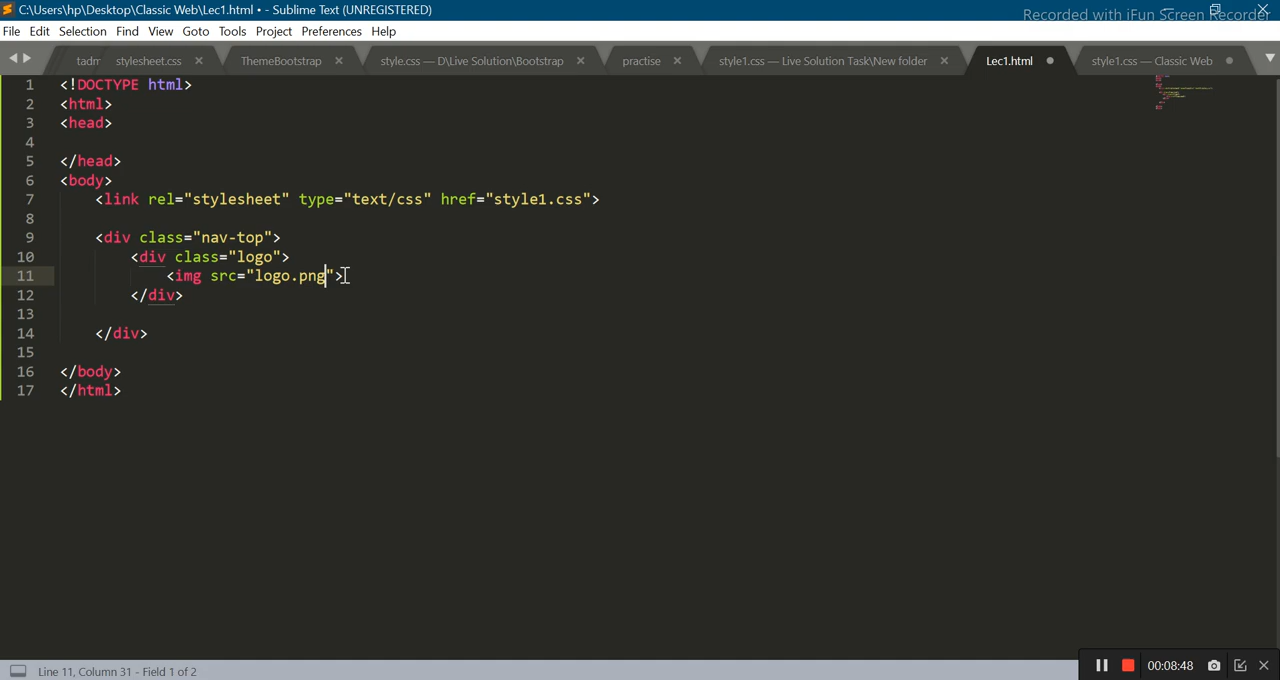 C:\Users\hp\Desktop\Classic Web\Lec1.html • - Sublime Text (UNREGISTERED)
Recorded with iFun Screen Recorder
File Edit Selection Find View Goto Tools Project Preferences Help
tadm stylesheet.css ThemeBootstrap style.css — D\Live Solution\Bootstrap practise style1.css — Live Solution Task\New folder Lec1.html style1.css — Classic Web
1 <!DOCTYPE html>
2 <html>
3 <head>
4
5 </head>
6 <body>
7 <link rel="stylesheet" type="text/css" href="style1.css">
8
9 <div class="nav-top">
10 <div class="logo">
11 <img src="logo.png">
12 </div>
13
14 </div>
15
16 </body>
17 </html>
Line 11, Column 31 - Field 1 of 2
00:08:48